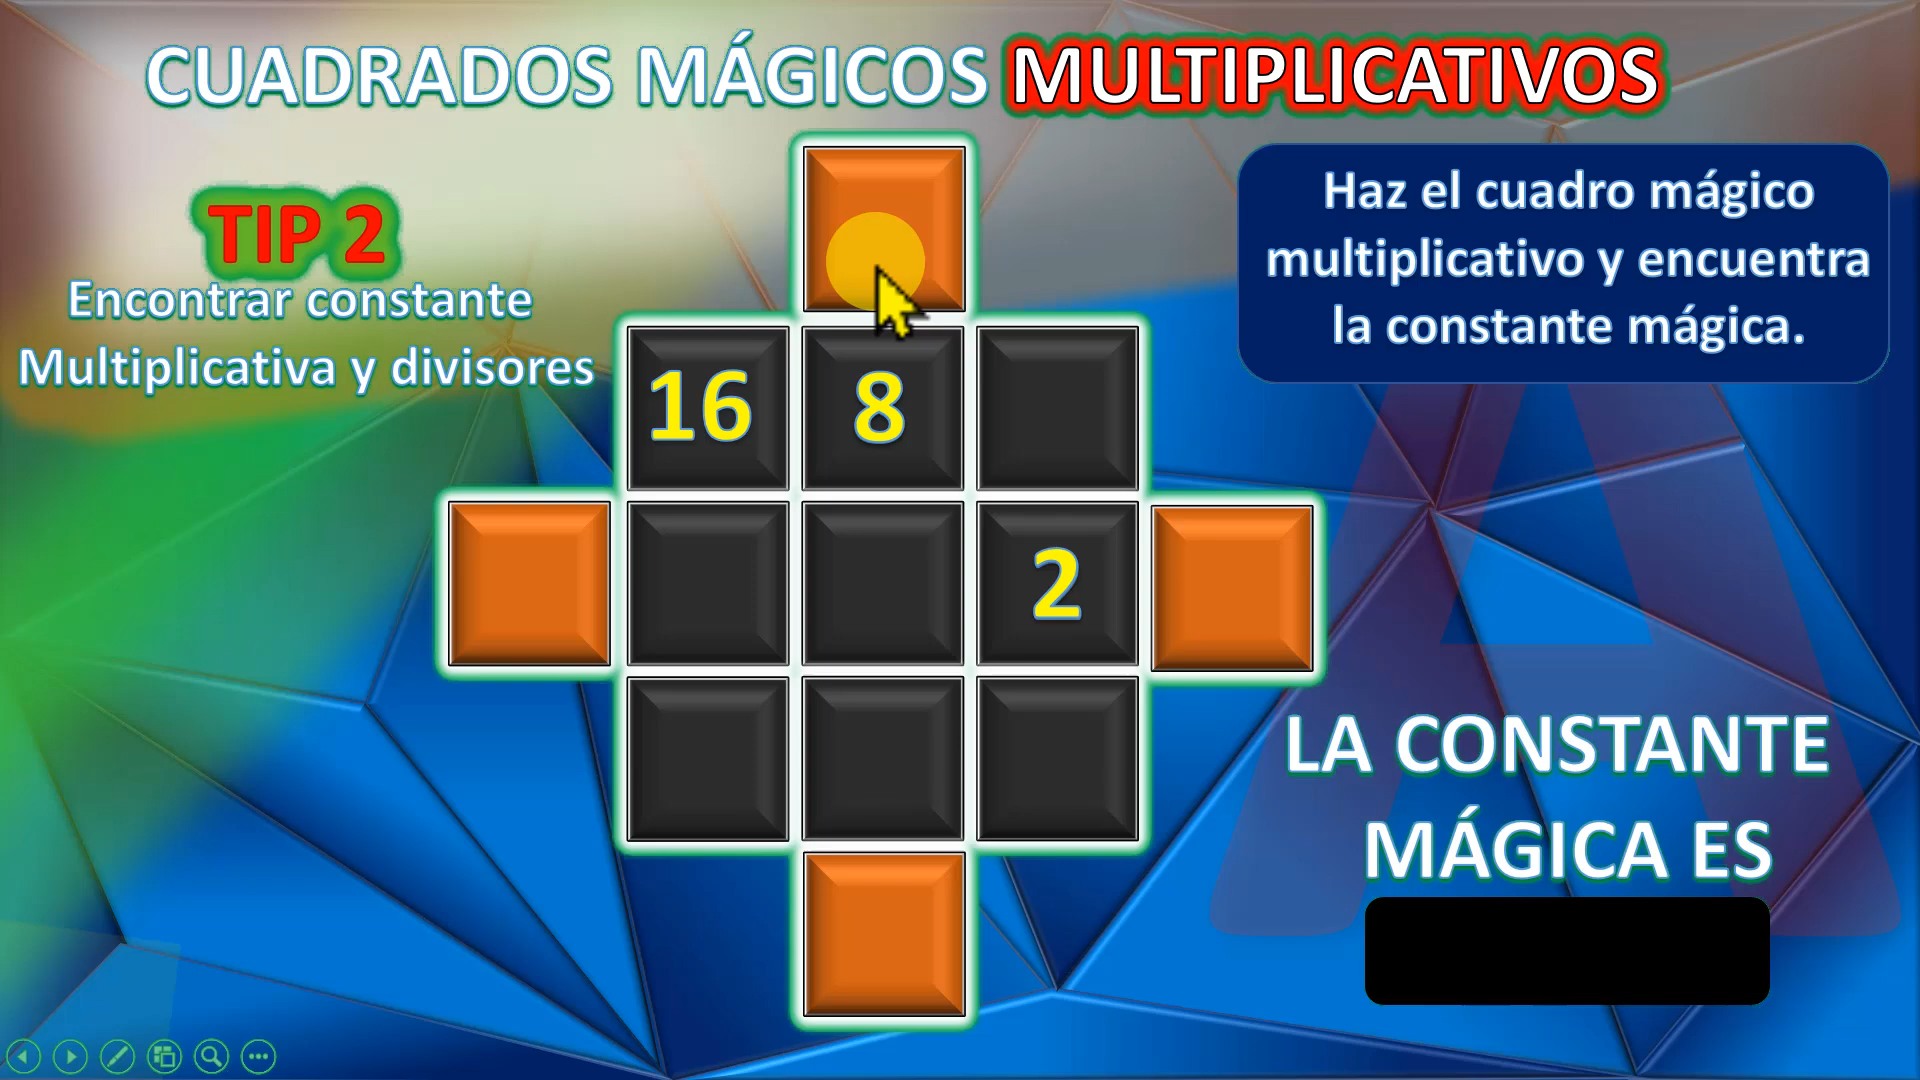 CUADRADOS MÁGICOS MULTIPLICATIVOS
TIP 2
Encontrar constante
Multiplicativa y divisores
Haz el cuadro mágico
multiplicativo y encuentra
la constante mágica.
16 8
2
LA CONSTANTE
MÁGICA ES